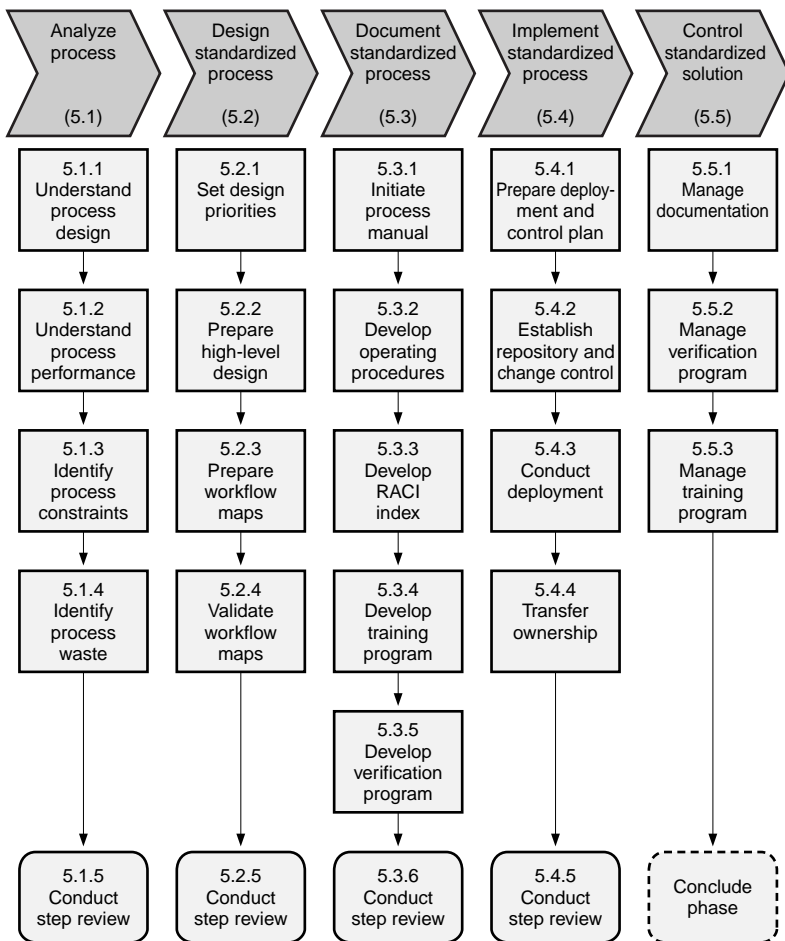 Analyze
process
(5.1)
Design
standardized
process
(5.2)
Document
standardized
process
(5.3)
Implement
standardized
process
(5.4)
Control
standardized
solution
(5.5)
5.1.1
Understand
process
design
5.1.2
Understand
process
performance
5.1.3
Identify
process
constraints
5.1.4
Identify
process
waste
5.1.5
Conduct
step review
5.2.1
Set design
priorities
5.2.2
Prepare
high-level
design
5.2.3
Prepare
workflow
maps
5.2.4
Validate
workflow
maps
5.2.5
Conduct
step review
5.3.1
Initiate
process
manual
5.3.2
Develop
operating
procedures
5.3.3
Develop
RACI
index
5.3.4
Develop
training
program
5.3.5
Develop
verification
program
5.3.6
Conduct
step review
5.4.1
Prepare deploy-
ment and
control plan
5.4.2
Establish
repository and
change control
5.4.3
Conduct
deployment
5.4.4
Transfer
ownership
5.4.5
Conduct
step review
5.5.1
Manage
documentation
5.5.2
Manage
verification
program
5.5.3
Manage
training
program
Conclude
phase